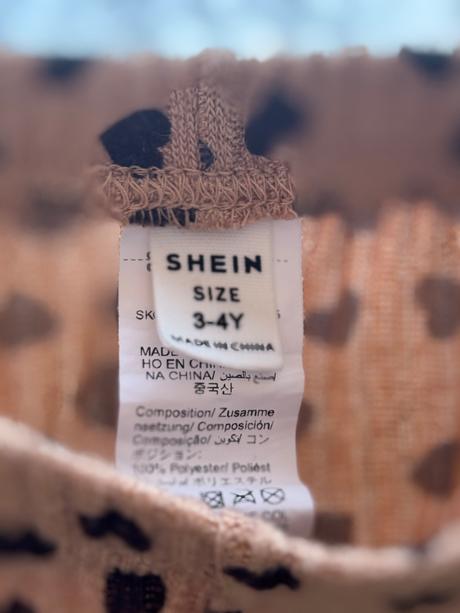 SHEIN
SIZE
3-4Y
MADE IN CHINA
SK
MADE
HO EN CHIN
NA CHINA/ صنع بالصين/
중국산
Composition/ Zusamme
nsetzung/ Composición/
Composição/ تكوين/ コン
ポジション:
100% Polyester/ Poliést
ポリエステル